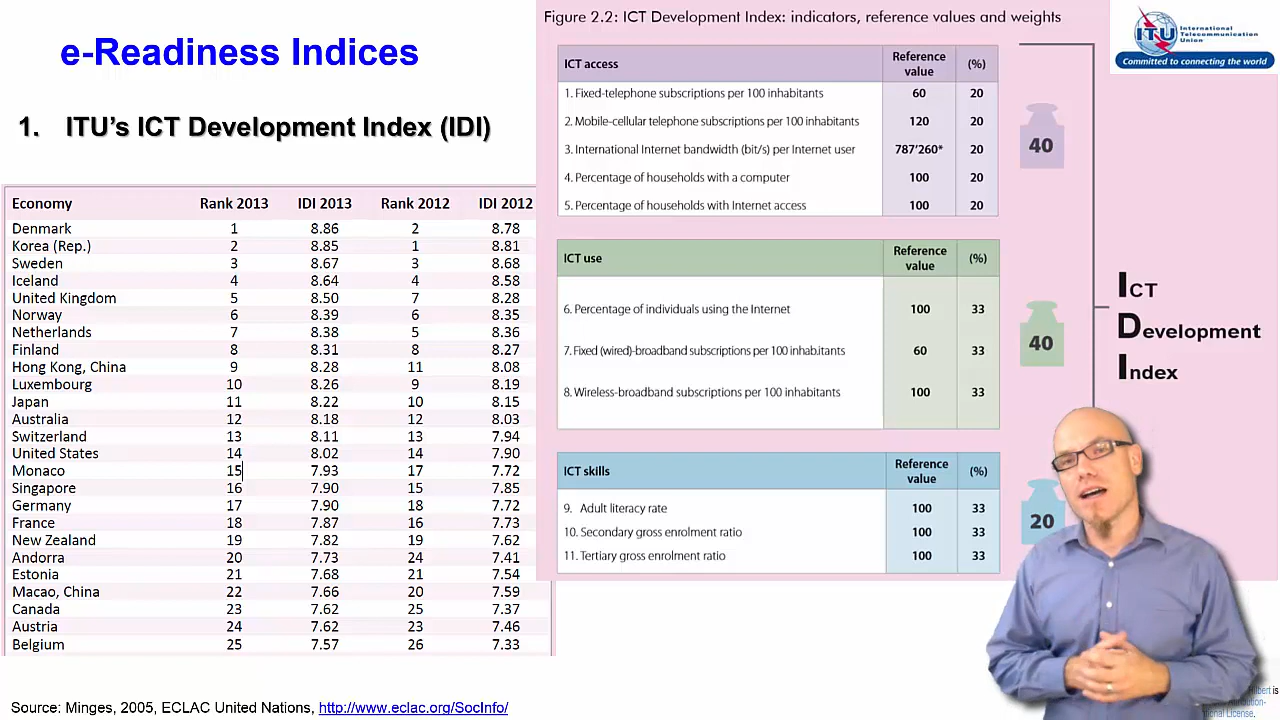 e-Readiness Indices
1. ITU's ICT Development Index (IDI)
Economy Rank 2013 IDI 2013 Rank 2012 IDI 2012
Denmark 1 8.86 2 8.78
Korea (Rep.) 2 8.85 1 8.81
Sweden 3 8.67 3 8.68
Iceland 4 8.64 4 8.58
United Kingdom 5 8.50 7 8.28
Norway 6 8.39 6 8.35
Netherlands 7 8.38 5 8.36
Finland 8 8.31 8 8.27
Hong Kong, China 9 8.28 11 8.08
Luxembourg 10 8.26 9 8.19
Japan 11 8.22 10 8.15
Australia 12 8.18 12 8.03
Switzerland 13 8.11 13 7.94
United States 14 8.02 14 7.90
Monaco 15 7.93 17 7.72
Singapore 16 7.90 15 7.85
Germany 17 7.90 18 7.72
France 18 7.87 16 7.73
New Zealand 19 7.82 19 7.62
Andorra 20 7.73 24 7.41
Estonia 21 7.68 21 7.54
Macao, China 22 7.66 20 7.59
Canada 23 7.62 25 7.37
Austria 24 7.62 23 7.46
Belgium 25 7.57 26 7.33
Source: Minges, 2005, ECLAC United Nations, http://www.eclac.org/SocInfo/
Figure 2.2: ICT Development Index: indicators, reference values and weights
ICT access Reference value (%)
1. Fixed-telephone subscriptions per 100 inhabitants 60 20
2. Mobile-cellular telephone subscriptions per 100 inhabitants 120 20
3. International Internet bandwidth (bit/s) per Internet user 787'260* 20
4. Percentage of households with a computer 100 20
5. Percentage of households with Internet access 100 20
40
ICT use Reference value (%)
6. Percentage of individuals using the Internet 100 33
7. Fixed (wired)-broadband subscriptions per 100 inhab.itants 60 33
8. Wireless-broadband subscriptions per 100 inhabitants 100 33
40
ICT skills Reference value (%)
9. Adult literacy rate 100 33
10. Secondary gross enrolment ratio 100 33
11. Tertiary gross enrolment ratio 100 33
20
ICT
Development
Index
ITU
International
Telecommunication
Union
Committed to connecting the world